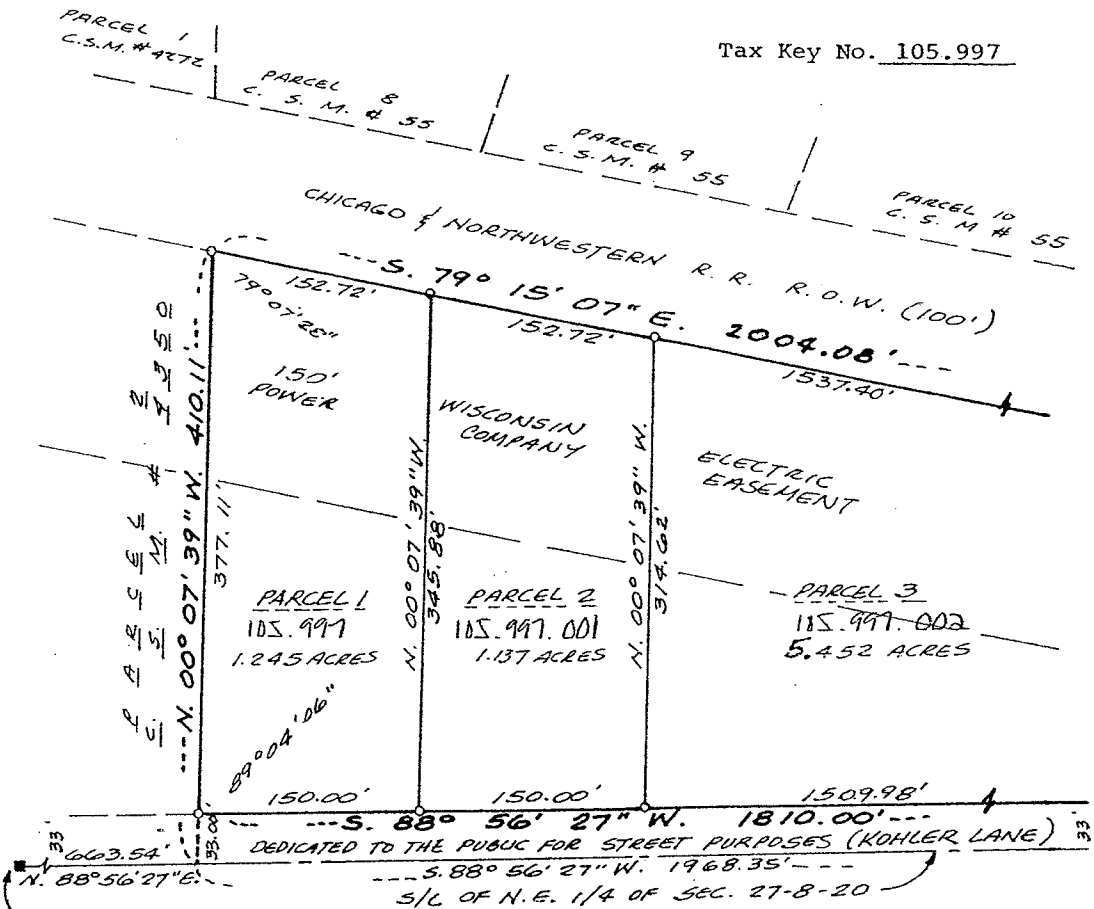 Tax Key No. 105.997
PARCEL 1
C.S.M. #4272
PARCEL 8
C. S. M. # 55
PARCEL 9
C. S. M. # 55
PARCEL 10
C. S. M # 55
CHICAGO & NORTHWESTERN R. R. R.O.W. (100')
S. 79° 15' 07" E. 2004.08'
152.72'
152.72'
1537.40'
79° 07' 28"
150'
POWER
WISCONSIN
COMPANY
ELECTRIC
EASEMENT
PARCEL 2
C. S. M. # 4350
N. 00° 07' 39" W. 410.11'
377.11'
N. 00° 07' 39" W.
345.88'
N. 00° 07' 39" W.
314.62'
PARCEL 1
105.997
1.245 ACRES
PARCEL 2
105.997.001
1.137 ACRES
PARCEL 3
105.997.002
5.452 ACRES
89° 04' 06"
150.00'
150.00'
1509.98'
S. 88° 56' 27" W. 1810.00'
33'
663.54'
33.00'
DEDICATED TO THE PUBLIC FOR STREET PURPOSES (KOHLER LANE)
33'
N. 88° 56' 27" E.
S. 88° 56' 27" W. 1968.35'
S/L OF N.E. 1/4 OF SEC. 27-8-20